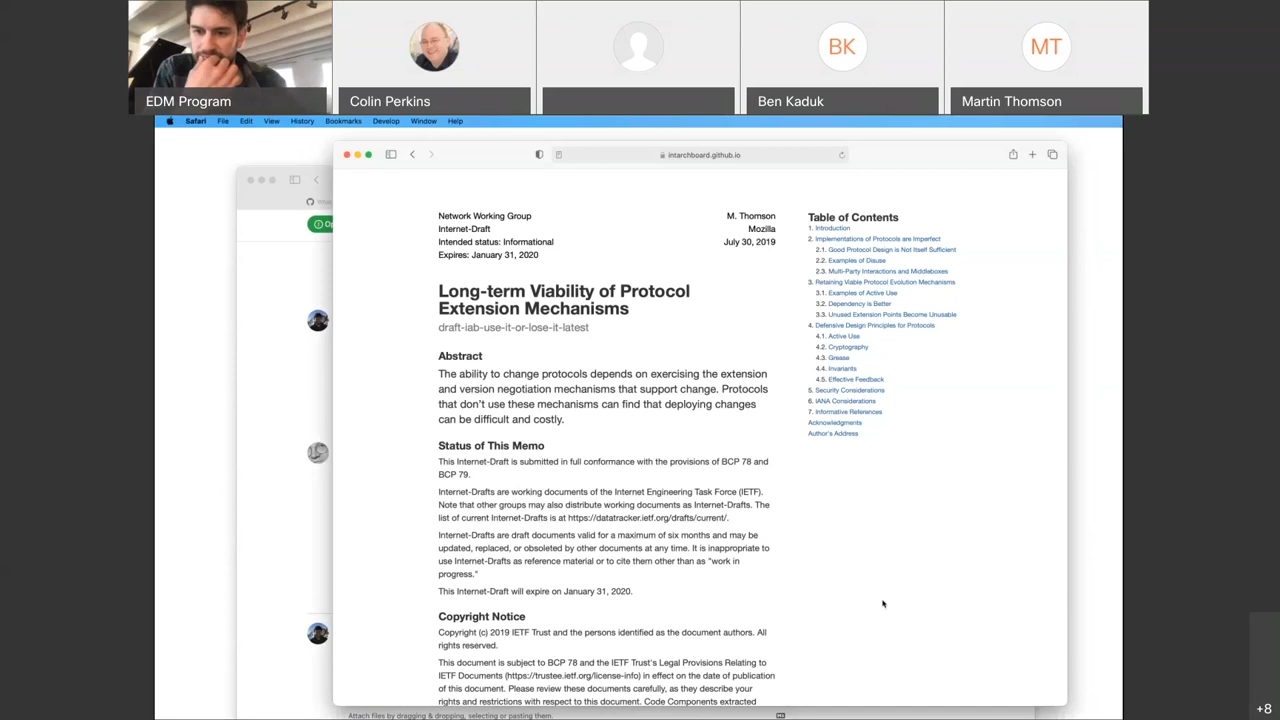 EDM Program
Colin Perkins
BK
Ben Kaduk
MT
Martin Thomson
Safari File Edit View History Bookmarks Develop Window Help
intarchboard.github.io
Network Working Group
M. Thomson
Internet-Draft
Mozilla
Intended status: Informational
July 30, 2019
Expires: January 31, 2020
Long-term Viability of Protocol
Extension Mechanisms
draft-iab-use-it-or-lose-it-latest
Abstract
The ability to change protocols depends on exercising the extension
and version negotiation mechanisms that support change. Protocols
that don't use these mechanisms can find that deploying changes
can be difficult and costly.
Status of This Memo
This Internet-Draft is submitted in full conformance with the provisions of BCP 78 and
BCP 79.
Internet-Drafts are working documents of the Internet Engineering Task Force (IETF).
Note that other groups may also distribute working documents as Internet-Drafts. The
list of current Internet-Drafts is at https://datatracker.ietf.org/drafts/current/.
Internet-Drafts are draft documents valid for a maximum of six months and may be
updated, replaced, or obsoleted by other documents at any time. It is inappropriate to
use Internet-Drafts as reference material or to cite them other than as "work in
progress."
This Internet-Draft will expire on January 31, 2020.
Copyright Notice
Copyright (c) 2019 IETF Trust and the persons identified as the document authors. All
rights reserved.
This document is subject to BCP 78 and the IETF Trust's Legal Provisions Relating to
IETF Documents (https://trustee.ietf.org/license-info) in effect on the date of publication
of this document. Please review these documents carefully, as they describe your
rights and restrictions with respect to this document. Code Components extracted
Table of Contents
1. Introduction
2. Implementations of Protocols are Imperfect
2.1. Good Protocol Design is Not Itself Sufficient
2.2. Examples of Disuse
2.3. Multi-Party Interactions and Middleboxes
3. Retaining Viable Protocol Evolution Mechanisms
3.1. Examples of Active Use
3.2. Dependency is Better
3.3. Unused Extension Points Become Unusable
4. Defensive Design Principles for Protocols
4.1. Active Use
4.2. Cryptography
4.3. Grease
4.4. Invariants
4.5. Effective Feedback
5. Security Considerations
6. IANA Considerations
7. Informative References
Acknowledgments
Author's Address
Attach files by dragging & dropping, selecting or pasting them.
+8